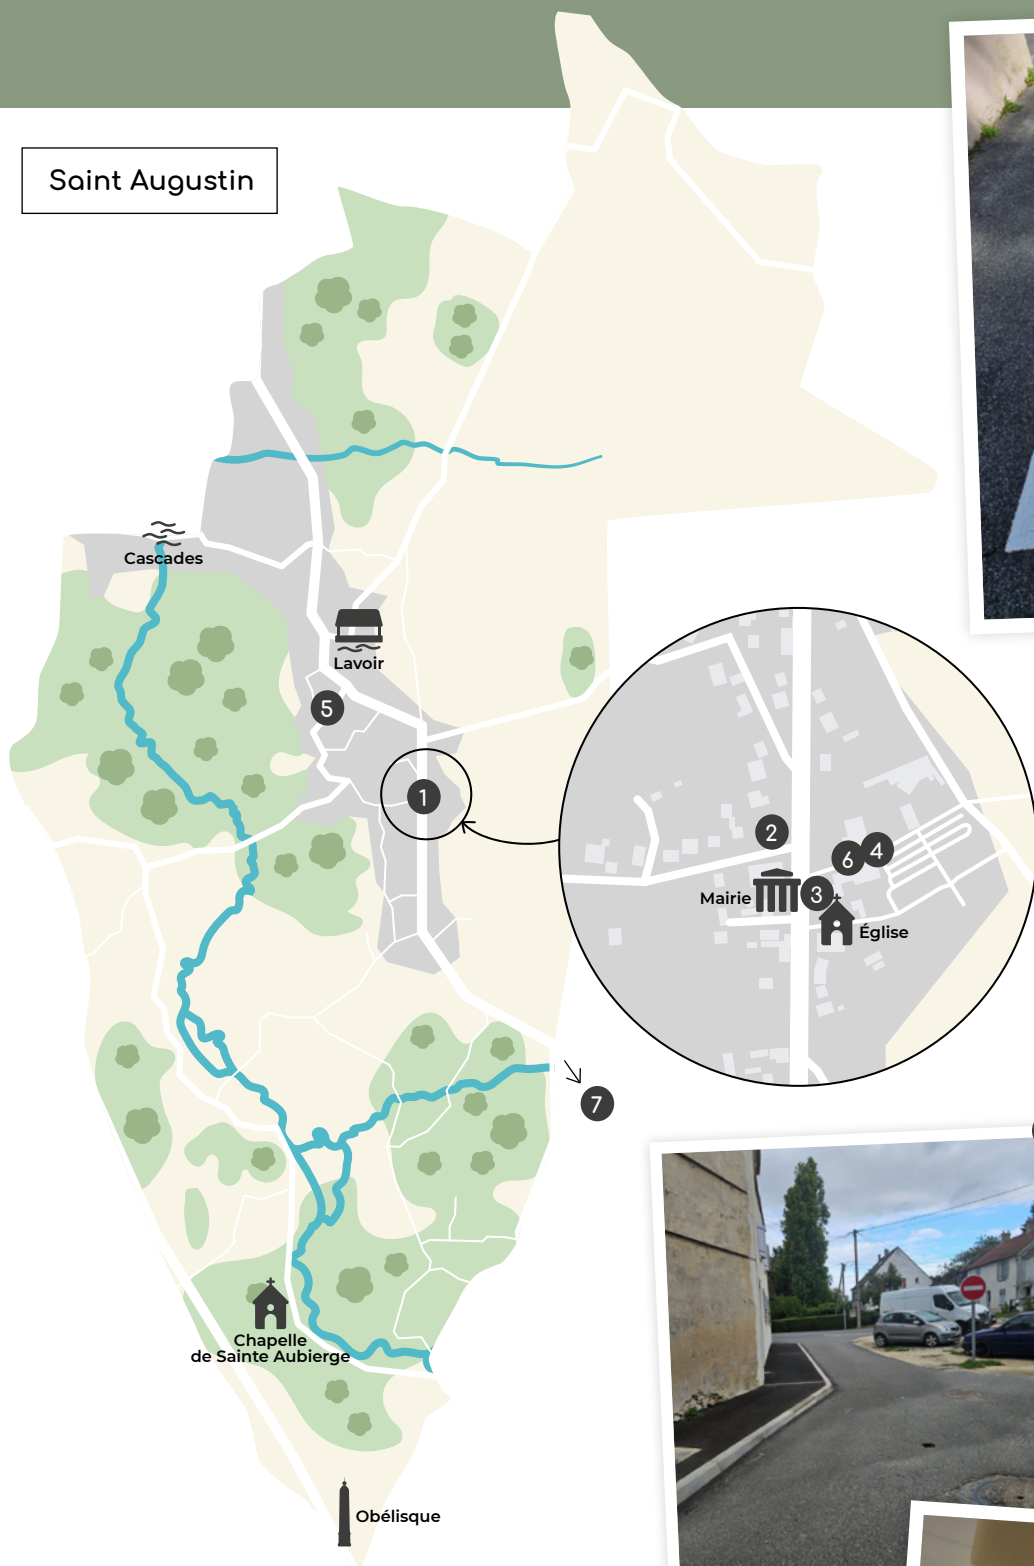 Saint Augustin
Cascades
Lavoir
5
1
2
6
4
Mairie
3
Église
7
Chapelle
de Sainte Aubierge
Obélisque